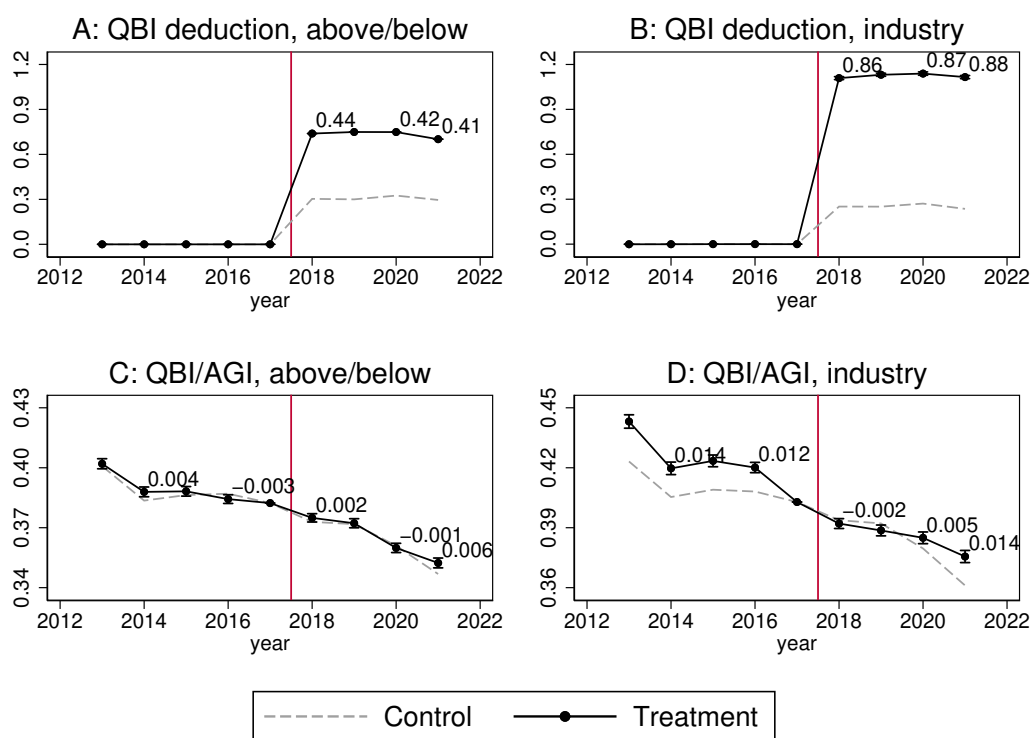 A: QBI deduction, above/below
1.2
0.9
0.6
0.3
0.0
0.44
0.42
0.41
2012 2014 2016 2018 2020 2022
year
B: QBI deduction, industry
1.2
0.9
0.6
0.3
0.0
0.86
0.87
0.88
2012 2014 2016 2018 2020 2022
year
C: QBI/AGI, above/below
0.43
0.40
0.37
0.34
0.004
−0.003
0.002
−0.001
0.006
2012 2014 2016 2018 2020 2022
year
D: QBI/AGI, industry
0.45
0.42
0.39
0.36
0.014
0.012
−0.002
0.005
0.014
2012 2014 2016 2018 2020 2022
year
Control Treatment